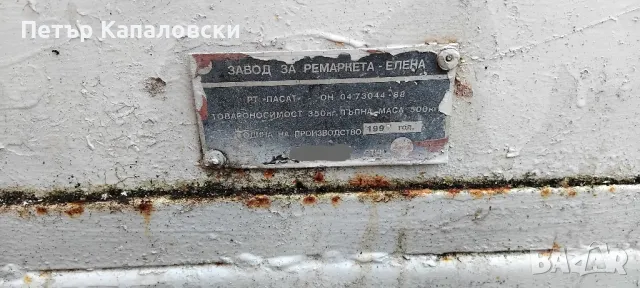 Петър Капаловски
ЗАВОД ЗА РЕМАРКЕТА - ЕЛЕНА
РТ "ПАСАТ" ОН 0473044-88
ТОВАРОНОСИМОСТ 350кг. ПЪЛНА МАСА 500кг
ГОДИНА НА ПРОИЗВОДСТВО 199 год.
BAZAR